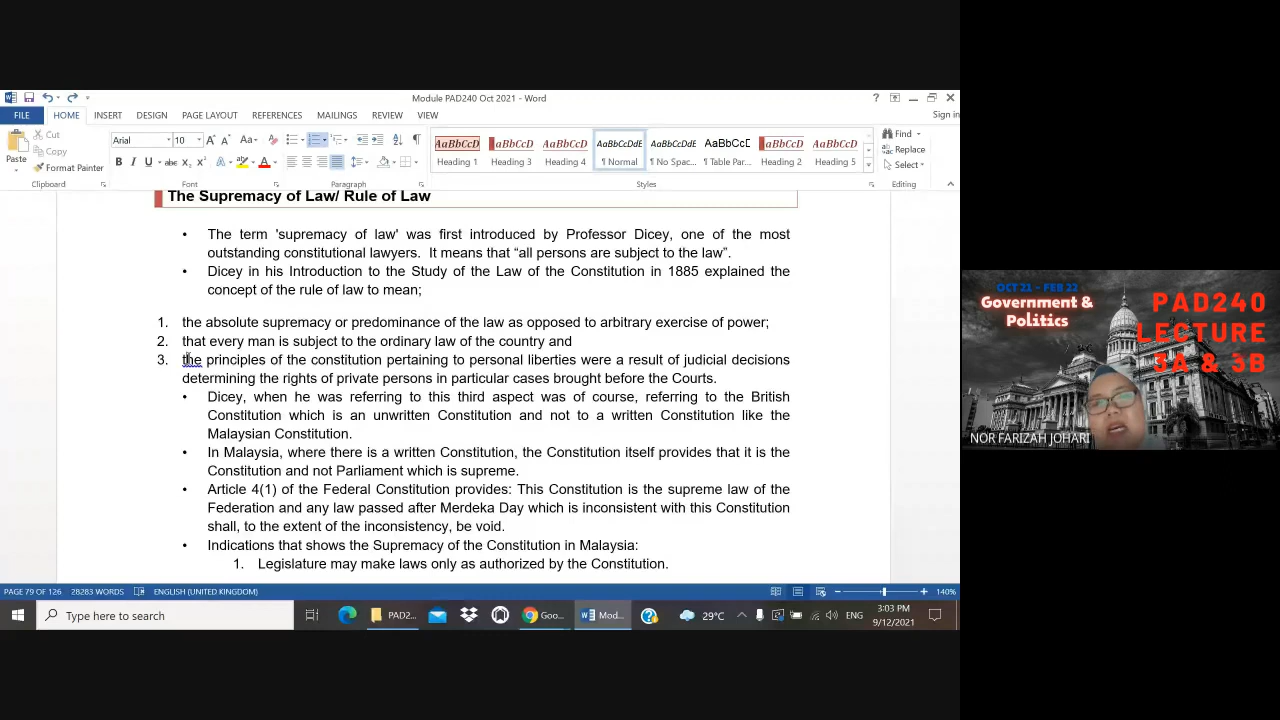 Module PAD240 Oct 2021 - Word
FILE HOME INSERT DESIGN PAGE LAYOUT REFERENCES MAILINGS REVIEW VIEW Sign in
Paste
Cut
Copy
Format Painter
Clipboard
Arial 10
Font
Paragraph
AaBbCcD AaBbCcD AaBbCcD AaBbCcDdE AaBbCcDdE AaBbCcD AaBbCcD AaBbCcD
Heading 1 Heading 3 Heading 4 ¶ Normal ¶ No Spac... ¶ Table Par... Heading 2 Heading 5
Styles
Find
Replace
Select
Editing
The Supremacy of Law/ Rule of Law
• The term 'supremacy of law' was first introduced by Professor Dicey, one of the most
outstanding constitutional lawyers. It means that “all persons are subject to the law”.
• Dicey in his Introduction to the Study of the Law of the Constitution in 1885 explained the
concept of the rule of law to mean;
1. the absolute supremacy or predominance of the law as opposed to arbitrary exercise of power;
2. that every man is subject to the ordinary law of the country and
3. the principles of the constitution pertaining to personal liberties were a result of judicial decisions
determining the rights of private persons in particular cases brought before the Courts.
• Dicey, when he was referring to this third aspect was of course, referring to the British
Constitution which is an unwritten Constitution and not to a written Constitution like the
Malaysian Constitution.
• In Malaysia, where there is a written Constitution, the Constitution itself provides that it is the
Constitution and not Parliament which is supreme.
• Article 4(1) of the Federal Constitution provides: This Constitution is the supreme law of the
Federation and any law passed after Merdeka Day which is inconsistent with this Constitution
shall, to the extent of the inconsistency, be void.
• Indications that shows the Supremacy of the Constitution in Malaysia:
1. Legislature may make laws only as authorized by the Constitution.
PAGE 79 OF 126 28283 WORDS ENGLISH (UNITED KINGDOM) 140%
Type here to search
PAD2...
Goo...
Mod...
29°C
ENG
3:03 PM
9/12/2021
OCT 21 - FEB 22
Government &
Politics
PAD240
LECTURE
3A & 3B
NOR FARIZAH JOHARI